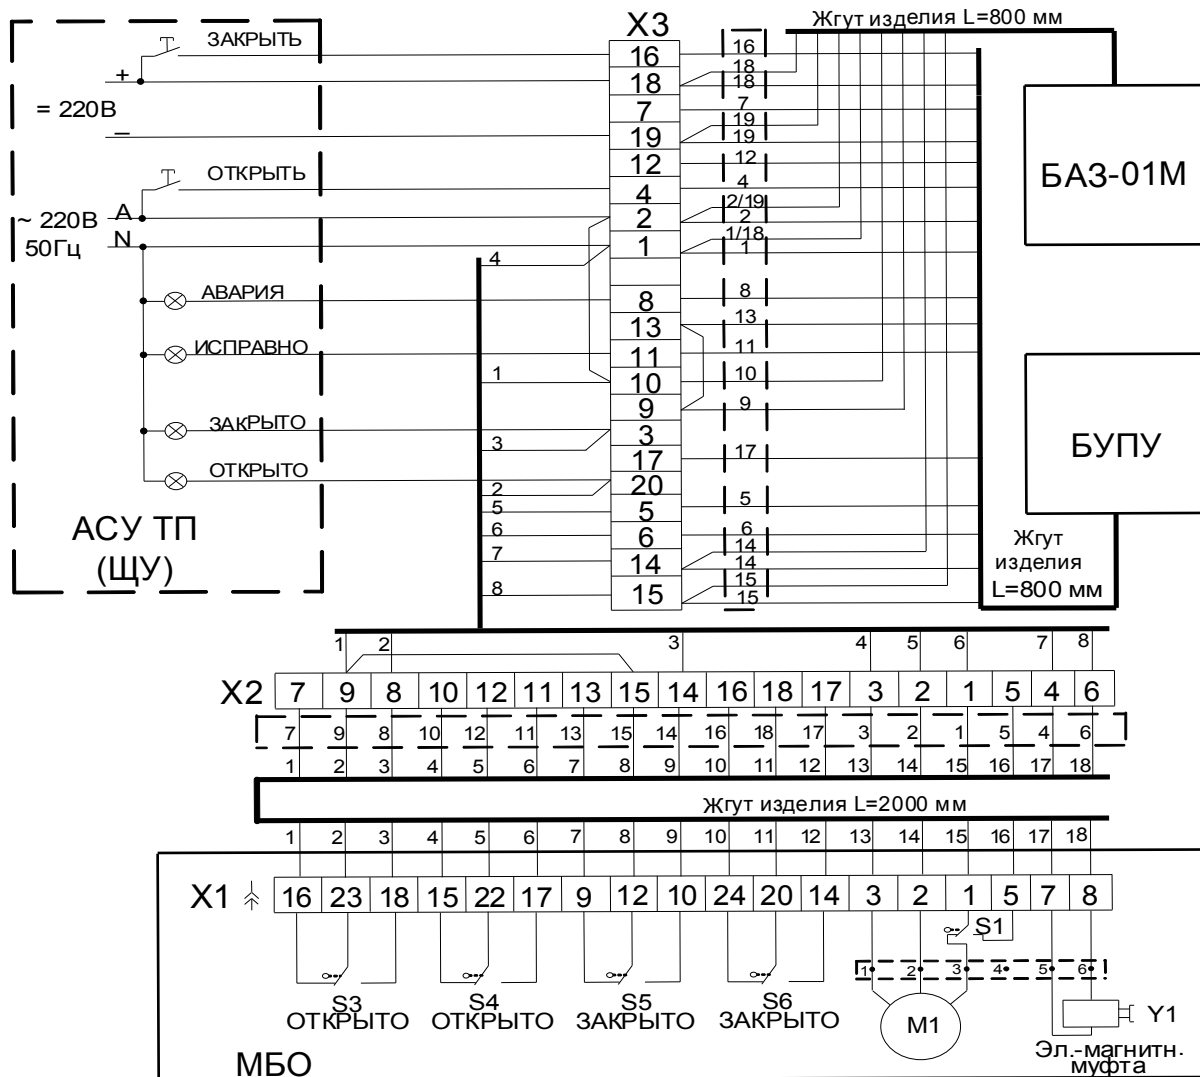 Жгут изделия L=800 мм
X3
ЗАКРЫТЬ
+
= 220В
–
ОТКРЫТЬ
A
~ 220В
N
50Гц
АВАРИЯ
ИСПРАВНО
ЗАКРЫТО
ОТКРЫТО
АСУ ТП
(ЩУ)
4
1
3
2
5
6
7
8
16
18
7
19
12
4
2
1
8
13
11
10
9
3
17
20
5
6
14
15
16
18
18
7
19
19
12
4
2/19
2
1/18
1
8
13
11
10
9
17
5
6
14
14
15
15
БАЗ-01М
БУПУ
Жгут
изделия
L=800 мм
1 2 3 4 5 6 7 8
X2 7 9 8 10 12 11 13 15 14 16 18 17 3 2 1 5 4 6
7 9 8 10 12 11 13 15 14 16 18 17 3 2 1 5 4 6
1 2 3 4 5 6 7 8 9 10 11 12 13 14 15 16 17 18
Жгут изделия L=2000 мм
1 2 3 4 5 6 7 8 9 10 11 12 13 14 15 16 17 18
X1 16 23 18 15 22 17 9 12 10 24 20 14 3 2 1 5 7 8
S1
1 2 3 4 5 6
S3 S4 S5 S6
ОТКРЫТО ОТКРЫТО ЗАКРЫТО ЗАКРЫТО
M1
Y1
Эл.-магнитн.
муфта
МБО